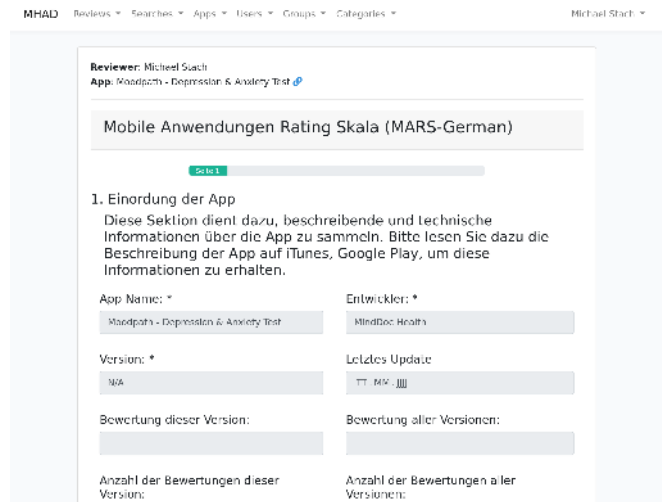 MHAD Reviews Searches Apps Users Groups Categories Michael Stach
Reviewer: Michael Stach
App: Moodpath - Depression & Anxiety Test
Mobile Anwendungen Rating Skala (MARS-German)
Seite 1
1. Einordung der App
Diese Sektion dient dazu, beschreibende und technische
Informationen über die App zu sammeln. Bitte lesen Sie dazu die
Beschreibung der App auf iTunes, Google Play, um diese
Informationen zu erhalten.
App Name: * Entwickler: *
Moodpath - Depression & Anxiety Test MindDoc Health
Version: * Letztes Update
N/A TT.MM.JJJJ
Bewertung dieser Version: Bewertung aller Versionen:
Anzahl der Bewertungen dieser Anzahl der Bewertungen aller
Version: Versionen: